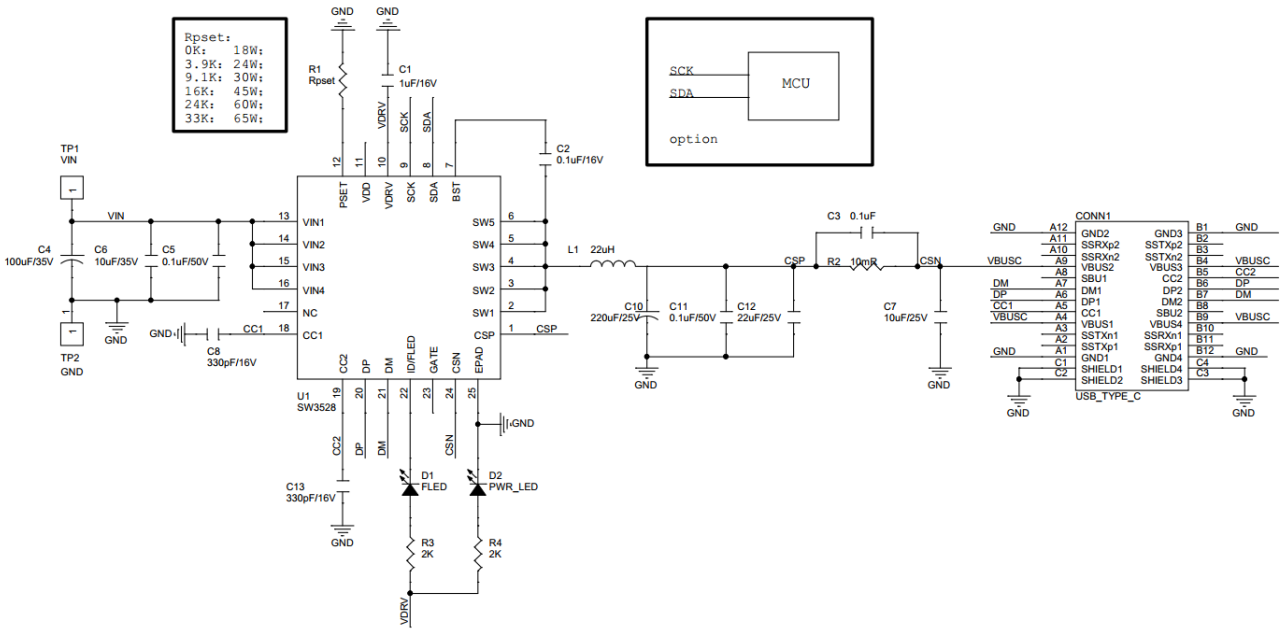 Rpset:
0K: 18W;
3.9K: 24W;
9.1K: 30W;
16K: 45W;
24K: 60W;
33K: 65W;
GND
GND
R1
Rpset
C1
1uF/16V
VDRV
SCK
SDA
SCK
SDA
MCU
option
C2
0.1uF/16V
12
11
10
9
8
7
PSET
VDD
VDRV
SCK
SDA
BST
TP1
VIN
1
VIN
C4
100uF/35V
C6
10uF/35V
C5
0.1uF/50V
1
TP2
GND
GND
13 VIN1
14 VIN2
15 VIN3
16 VIN4
17 NC
18 CC1
CC1
GND
C8
330pF/16V
SW5 6
SW4 5
SW3 4
SW2 3
SW1 2
CSP 1
CSP
CC2
DP
DM
ID/FLED
GATE
CSN
EPAD
U1
SW3528
19
20
21
22
23
24
25
CC2
DP
DM
CSN
GND
C13
330pF/16V
GND
D1
FLED
D2
PWR_LED
R3
2K
R4
2K
VDRV
L1 22uH
C3 0.1uF
CSP
R2 10mR
CSN
C10
220uF/25V
C11
0.1uF/50V
C12
22uF/25V
C7
10uF/25V
GND
GND
CONN1
GND A12 GND2
A11 SSRXp2
A10 SSRXn2
VBUSC A9 VBUS2
A8 SBU1
DM A7 DM1
DP A6 DP1
CC1 A5 CC1
VBUSC A4 VBUS1
A3 SSTXn1
A2 SSTXp1
GND A1 GND1
C1 SHIELD1
C2 SHIELD2
GND3 B1 GND
SSTXp2 B2
SSTXn2 B3
VBUS3 B4 VBUSC
CC2 B5 CC2
DP2 B6 DP
DM2 B7 DM
SBU2 B8
VBUS4 B9 VBUSC
SSRXn1 B10
SSRXp1 B11
GND4 B12 GND
SHIELD4 C4
SHIELD3 C3
USB_TYPE_C
GND
GND